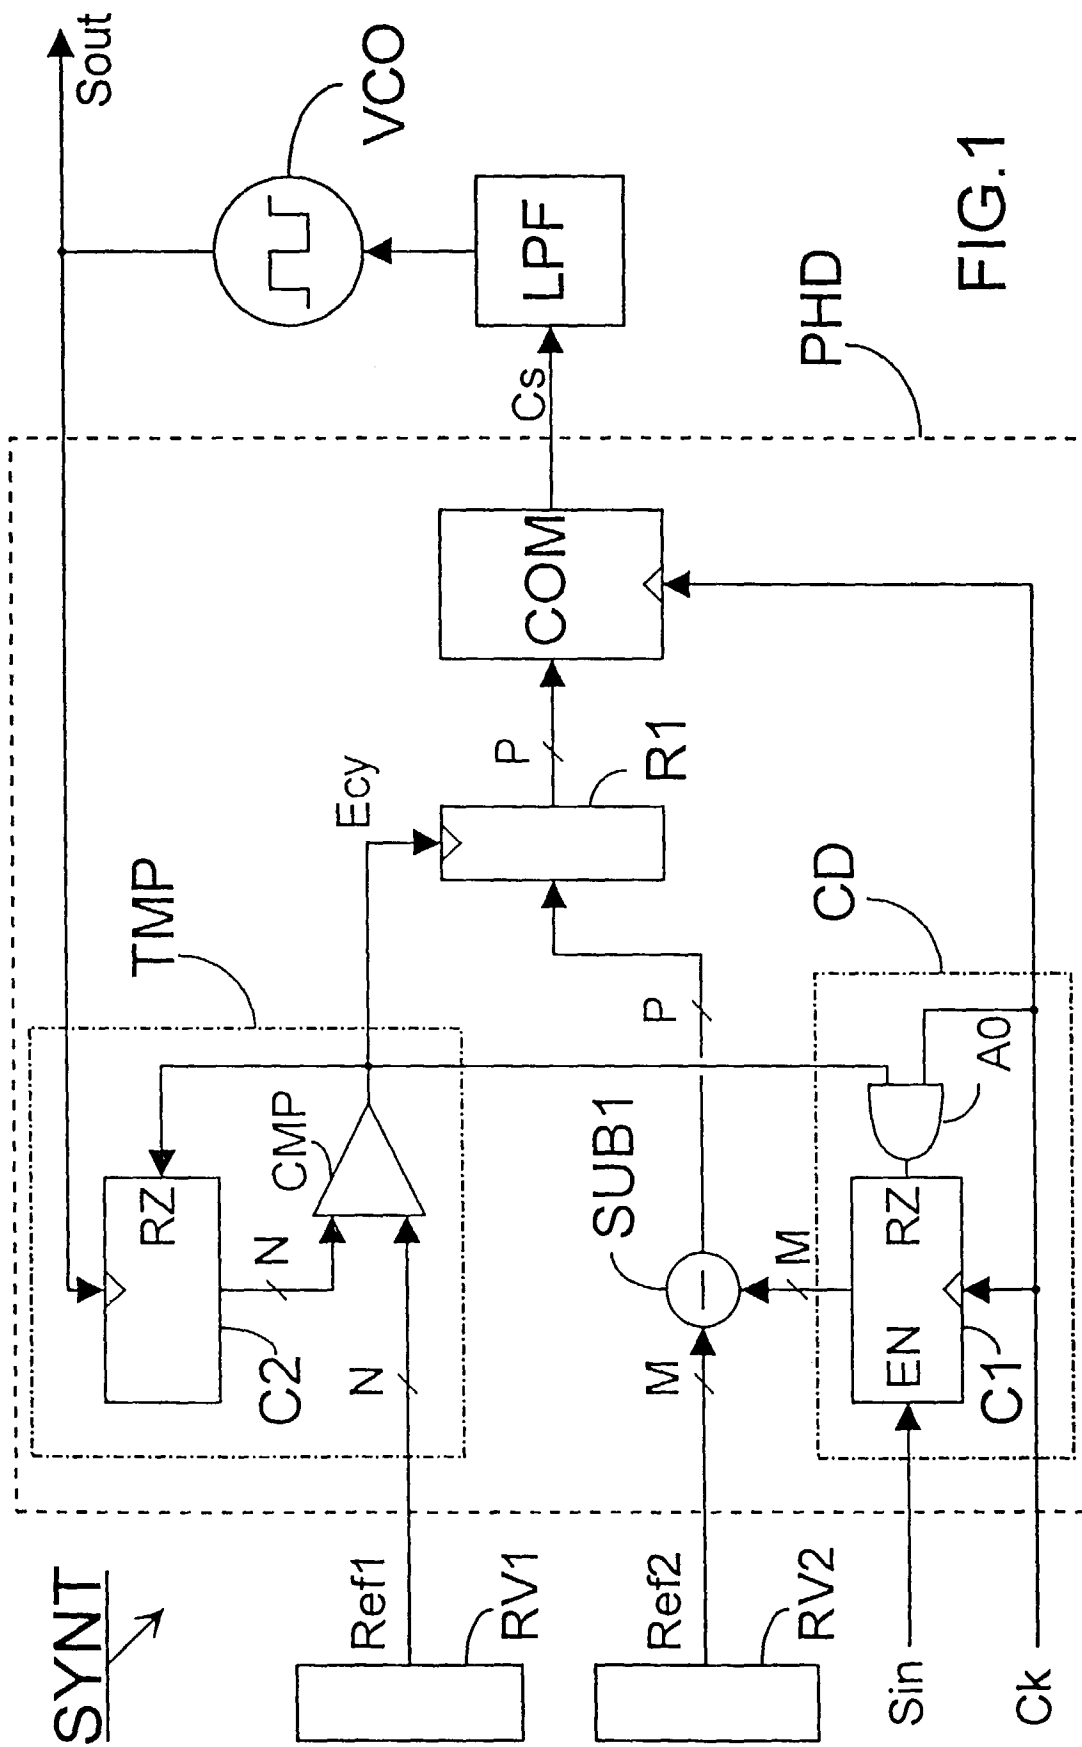 SYNT
Sout
VCO
TMP
RZ
C2
N
CMP
Ecy
N
Ref1
RV1
P
R1
COM
Cs
LPF
PHD
SUB1
P
M
Ref2
RV2
M
CD
EN
RZ
A0
C1
Sin
Ck
FIG.1